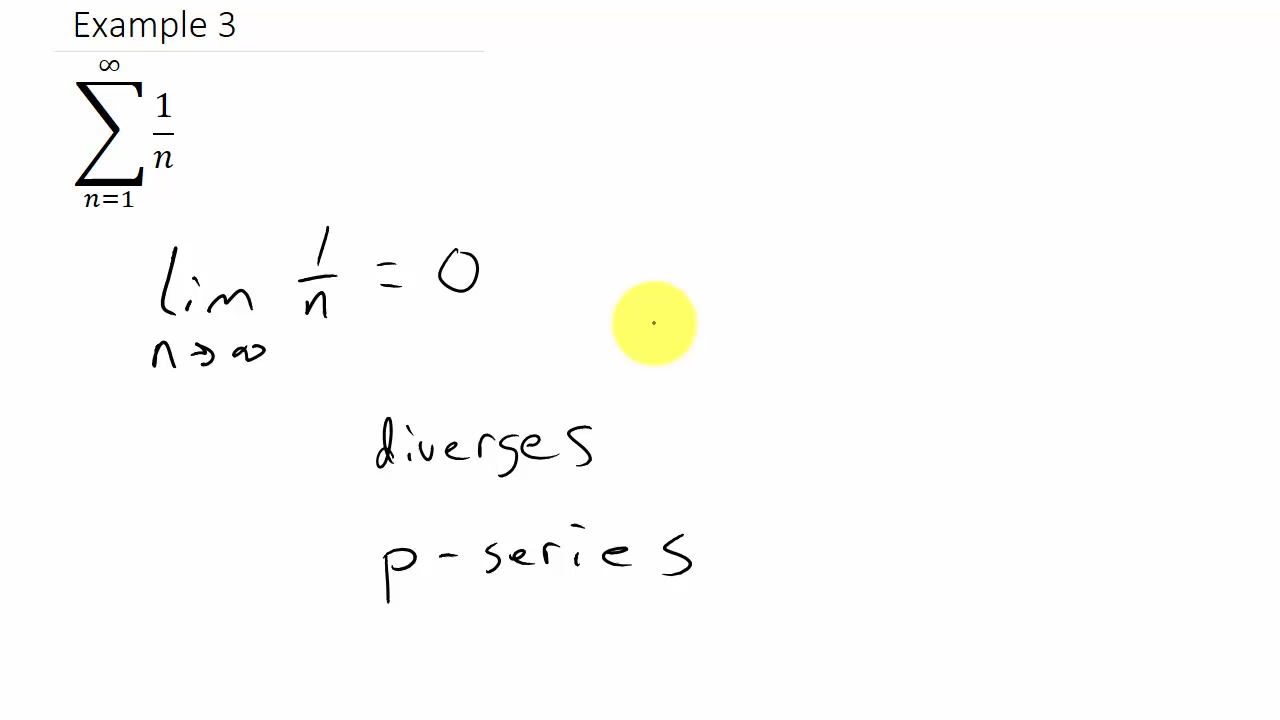 Example 3
∞
∑ 1/n
n=1
lim 1/n = 0
n→∞
diverges
p-series